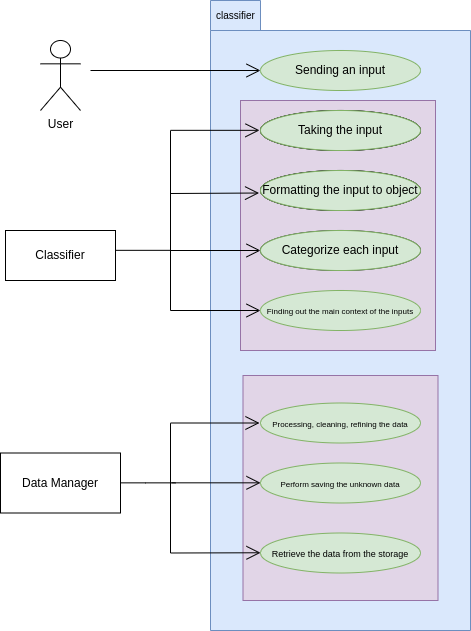 classifier
Sending an input
User
Taking the input
Formatting the input to object
Classifier
Categorize each input
Finding out the main context of the inputs
Processing, cleaning, refining the data
Data Manager
Perform saving the unknown data
Retrieve the data from the storage